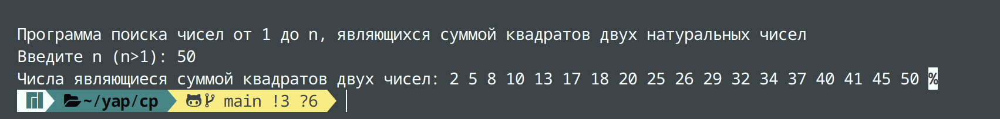 Программа поиска чисел от 1 до n, являющихся суммой квадратов двух натуральных чисел
Введите n (n>1): 50
Числа являющиеся суммой квадратов двух чисел: 2 5 8 10 13 17 18 20 25 26 29 32 34 37 40 41 45 50 %
~/yap/cp main !3 ?6